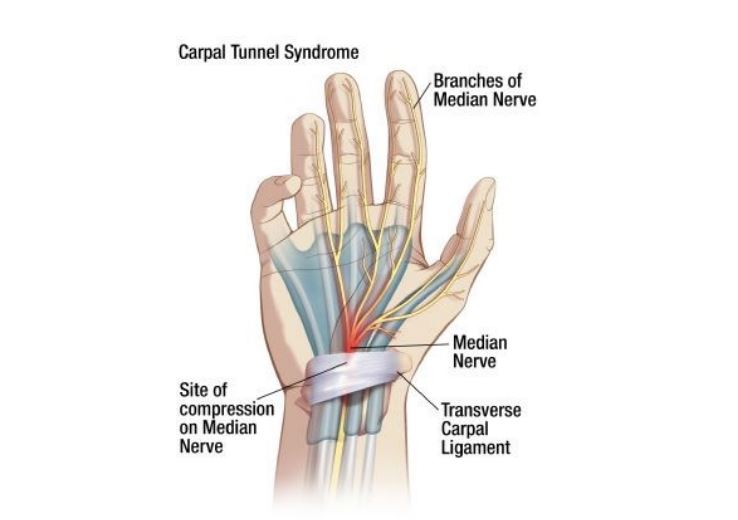 Carpal Tunnel Syndrome
Branches of
Median Nerve
Median
Nerve
Site of
compression
on Median
Nerve
Transverse
Carpal
Ligament